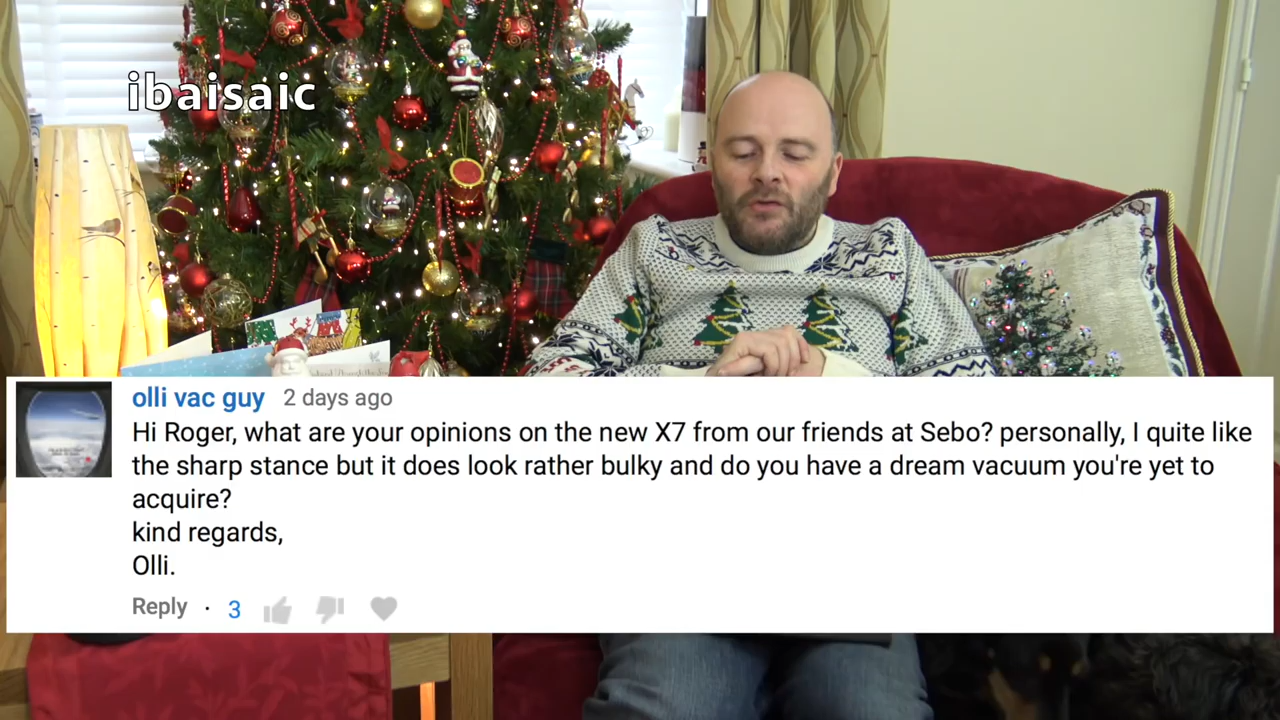 ibaisaic
olli vac guy 2 days ago
Hi Roger, what are your opinions on the new X7 from our friends at Sebo? personally, I quite like
the sharp stance but it does look rather bulky and do you have a dream vacuum you're yet to
acquire?
kind regards,
Olli.
Reply · 3